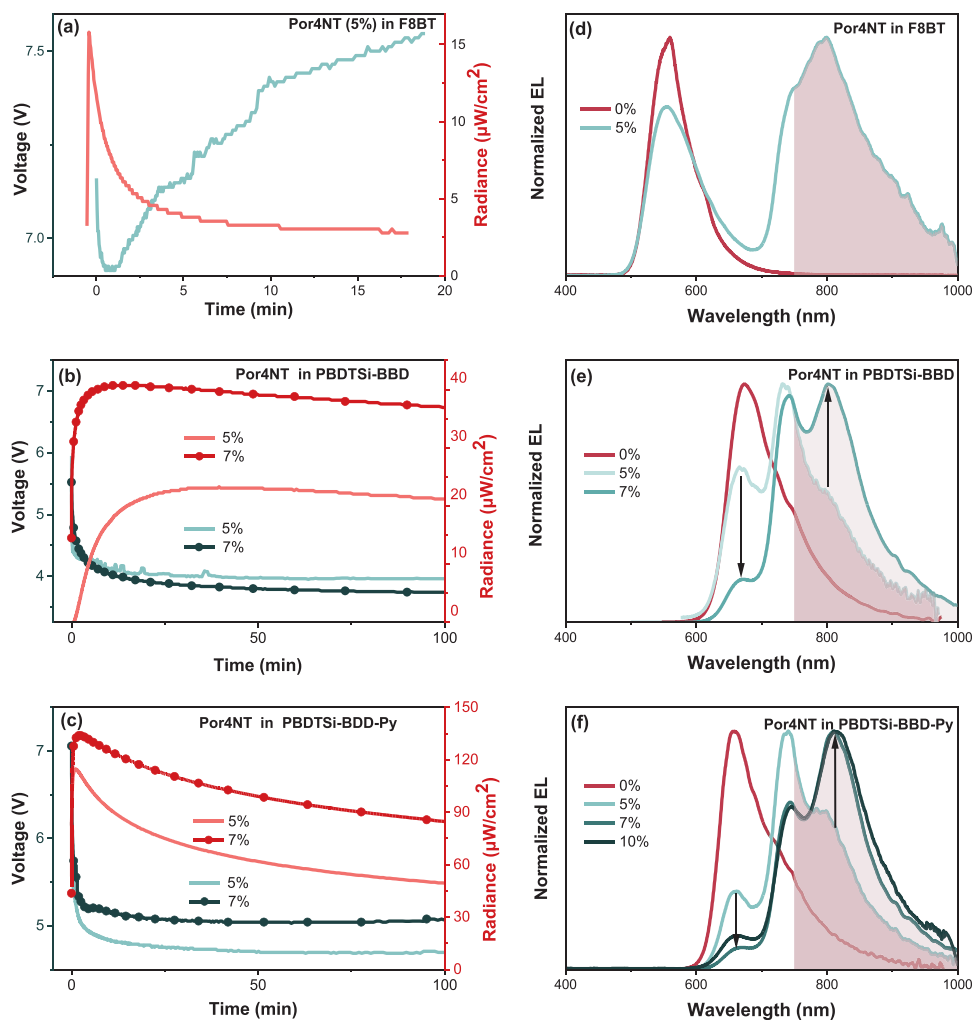 (a)
Por4NT (5%) in F8BT
7.5
7.0
Voltage (V)
15
10
5
0
Radiance (µW/cm²)
0
5
10
15
20
Time (min)
(d)
Por4NT in F8BT
0%
5%
Normalized EL
400
600
800
1000
Wavelength (nm)
(b)
Por4NT in PBDTSi-BBD
7
6
5
4
Voltage (V)
5%
7%
5%
7%
40
30
20
10
0
Radiance (µW/cm²)
0
50
100
Time (min)
(e)
Por4NT in PBDTSi-BBD
0%
5%
7%
Normalized EL
400
600
800
1000
Wavelength (nm)
(c)
Por4NT in PBDTSi-BDD-Py
7
6
5
Voltage (V)
5%
7%
5%
7%
150
120
90
60
30
0
Radiance (µW/cm²)
0
50
100
Time (min)
(f)
Por4NT in PBDTSi-BBD-Py
0%
5%
7%
10%
Normalized EL
400
600
800
1000
Wavelength (nm)